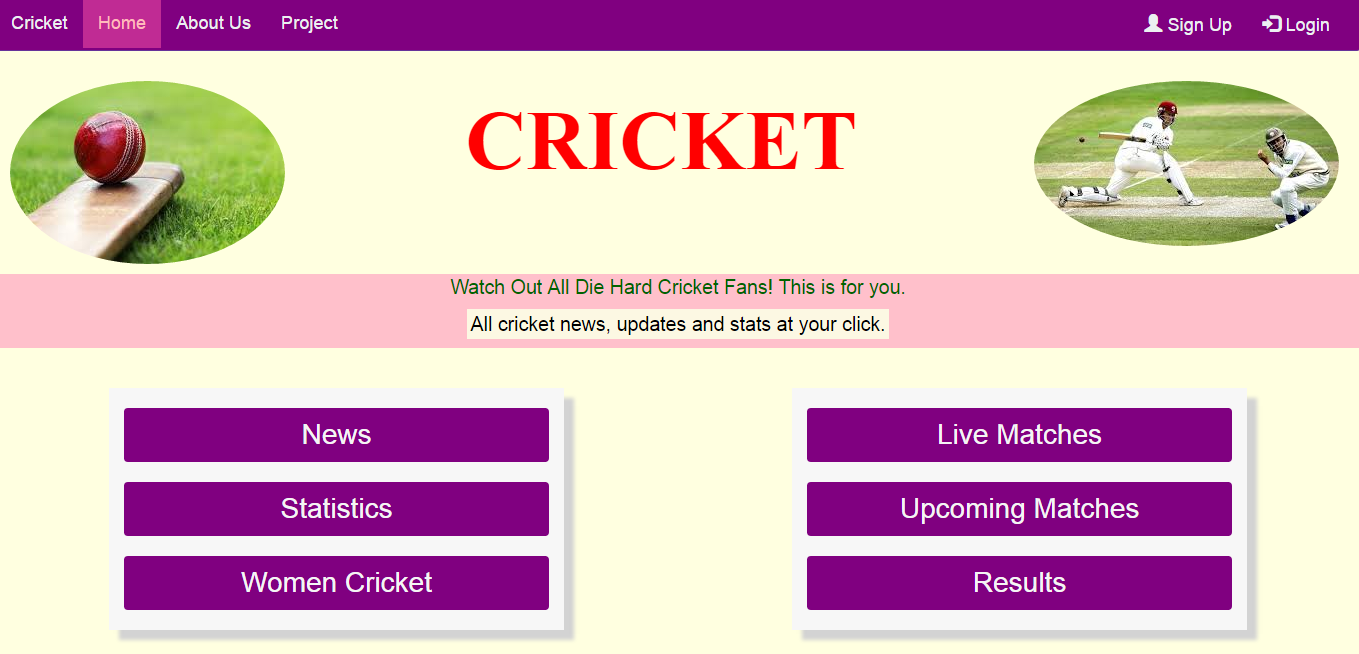 Cricket Home About Us Project Sign Up Login
CRICKET
Watch Out All Die Hard Cricket Fans! This is for you.
All cricket news, updates and stats at your click.
News
Statistics
Women Cricket
Live Matches
Upcoming Matches
Results